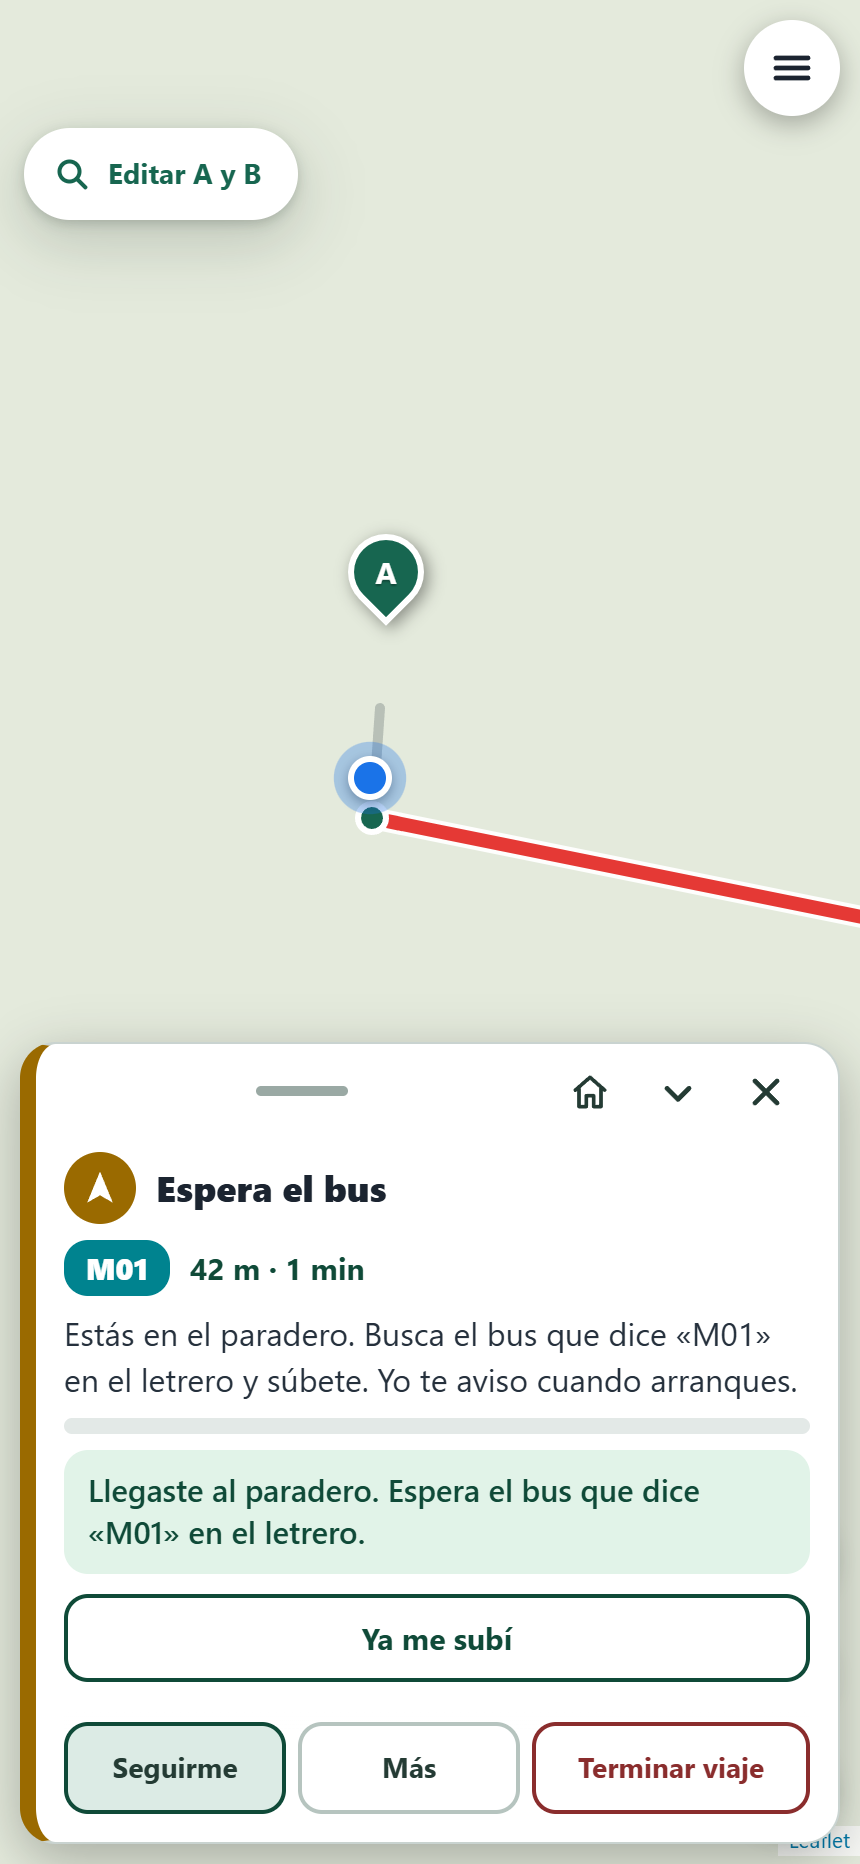 Editar A y B
A
Espera el bus
M01 42 m · 1 min
Estás en el paradero. Busca el bus que dice «M01»
en el letrero y súbete. Yo te aviso cuando arranques.
Llegaste al paradero. Espera el bus que dice
«M01» en el letrero.
Ya me subí
Seguirme Más Terminar viaje
Leaflet